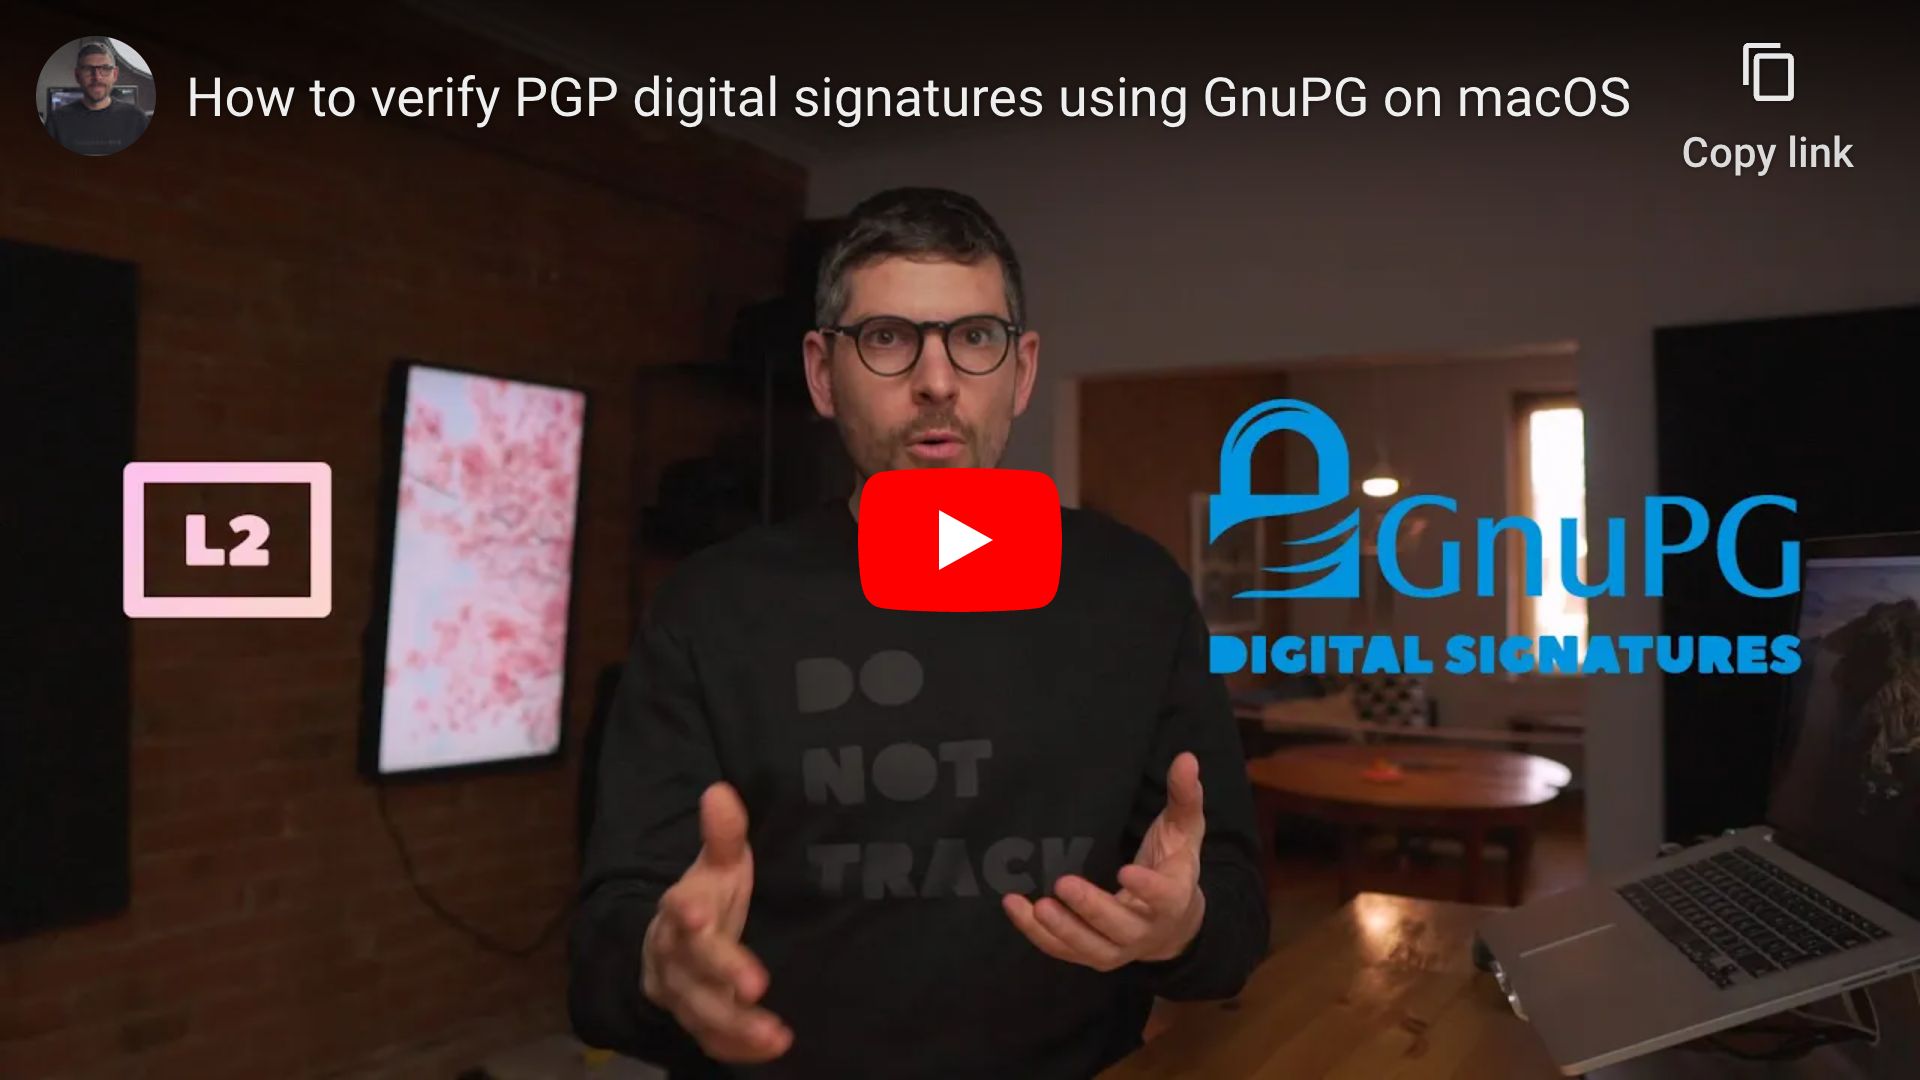 How to verify PGP digital signatures using GnuPG on macOS
Copy link
L2
GnuPG
DIGITAL SIGNATURES
DO
NOT
TRACK